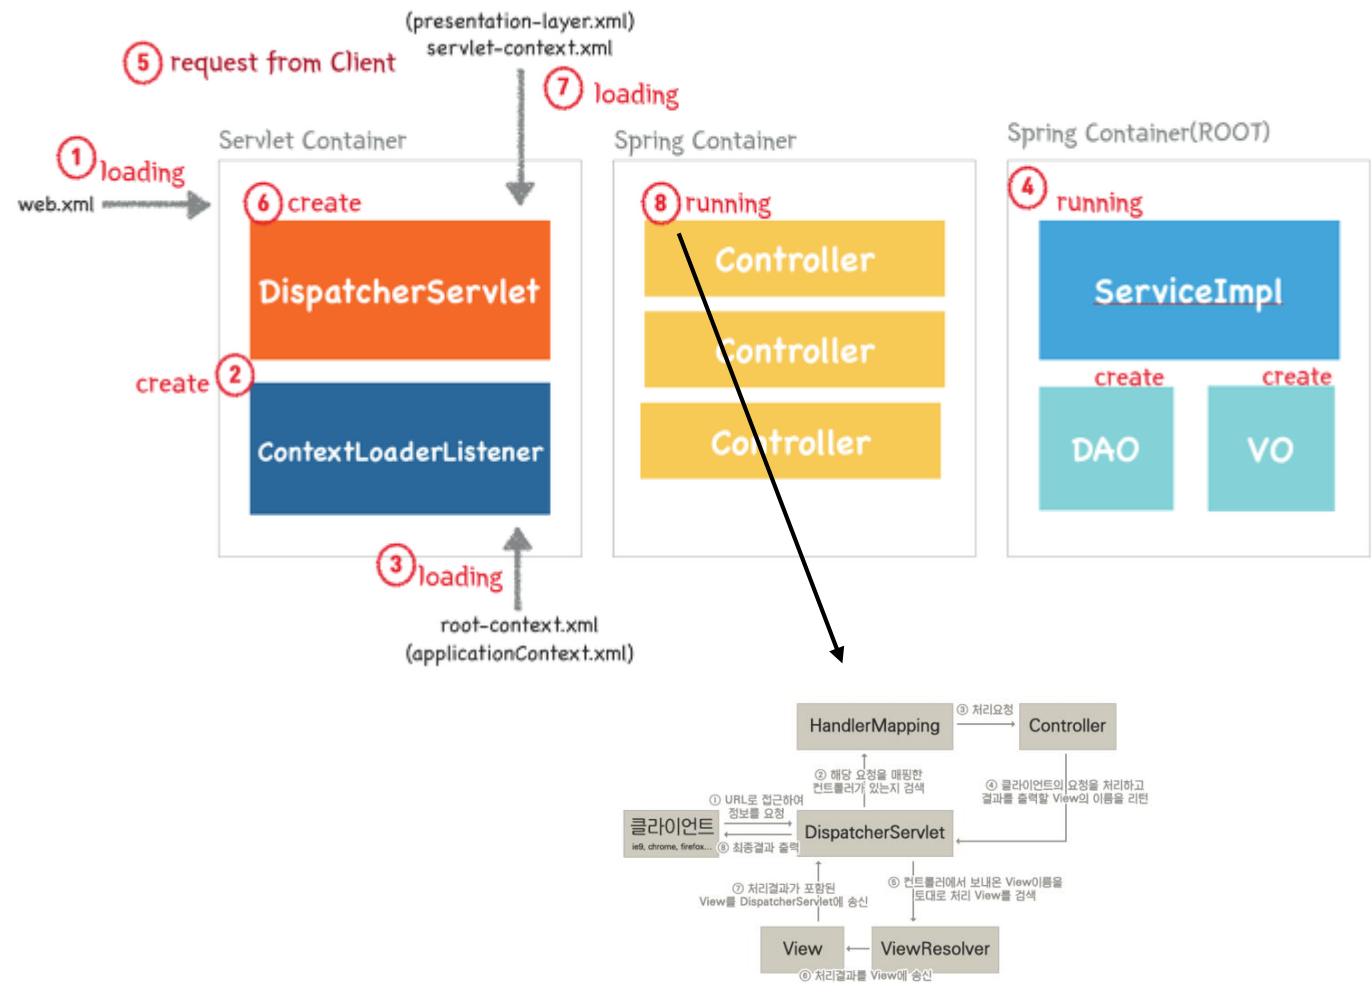 (presentation-layer.xml)
servlet-context.xml
5 request from Client
7 loading
Servlet Container
Spring Container
Spring Container(ROOT)
1 loading
web.xml
6 create
DispatcherServlet
create 2
ContextLoaderListener
3 loading
root-context.xml
(applicationContext.xml)
8 running
Controller
Controller
Controller
4 running
ServiceImpl
create
create
DAO
VO
HandlerMapping
③ 처리요청
Controller
② 해당 요청을 매핑한
컨트롤러가 있는지 검색
④ 클라이언트의 요청을 처리하고
결과를 출력할 View의 이름을 리턴
① URL로 접근하여
정보를 요청
클라이언트
ie9, chrome, firefox...
⑧ 최종결과 출력
DispatcherServlet
⑦ 처리결과가 포함된
View를 DispatcherServlet에 송신
⑤ 컨트롤러에서 보내온 View이름을
토대로 처리 View를 검색
View
ViewResolver
⑥ 처리결과를 View에 송신